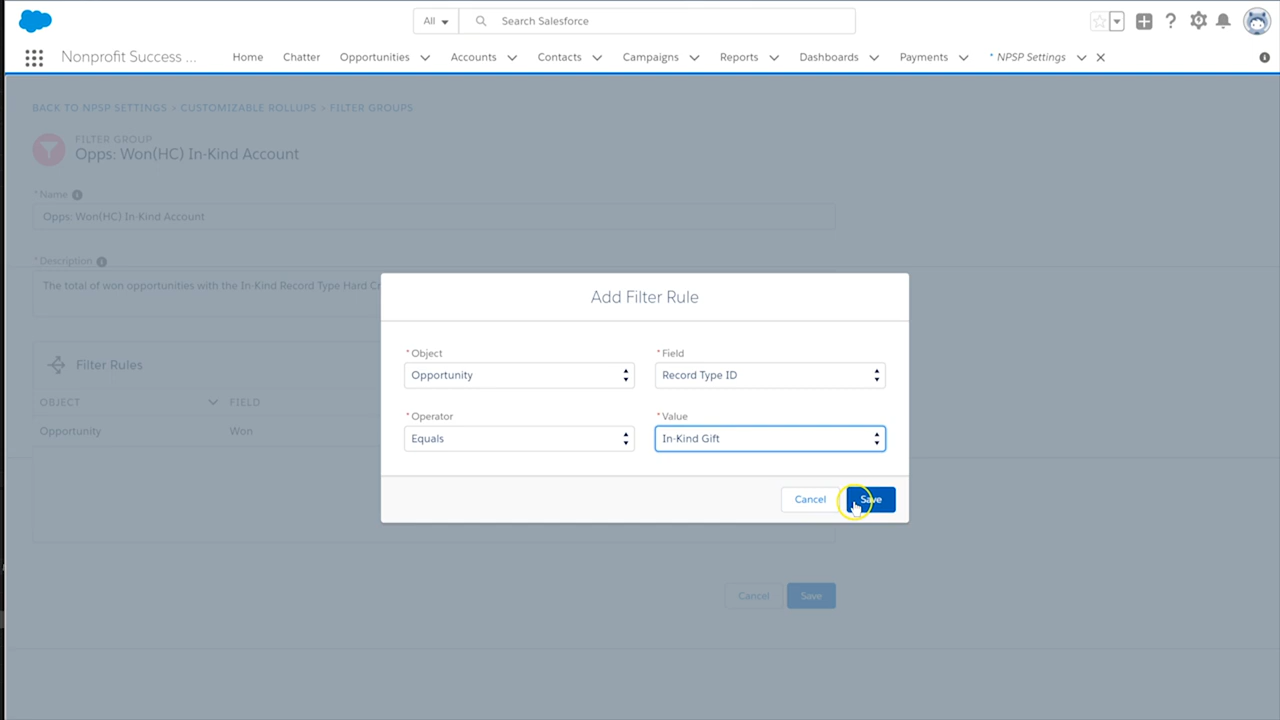 All
Search Salesforce
Nonprofit Success ...
Home
Chatter
Opportunities
Accounts
Contacts
Campaigns
Reports
Dashboards
Payments
* NPSP Settings
BACK TO NPSP SETTINGS > CUSTOMIZABLE ROLLUPS > FILTER GROUPS
FILTER GROUP
Opps: Won(HC) In-Kind Account
* Name
Opps: Won(HC) In-Kind Account
* Description
The total of won opportunities with the In-Kind Record Type Hard Cr
Filter Rules
OBJECT
FIELD
Opportunity
Won
Add Filter Rule
* Object
* Field
Opportunity
Record Type ID
* Operator
* Value
Equals
In-Kind Gift
Cancel
Save
Cancel
Save